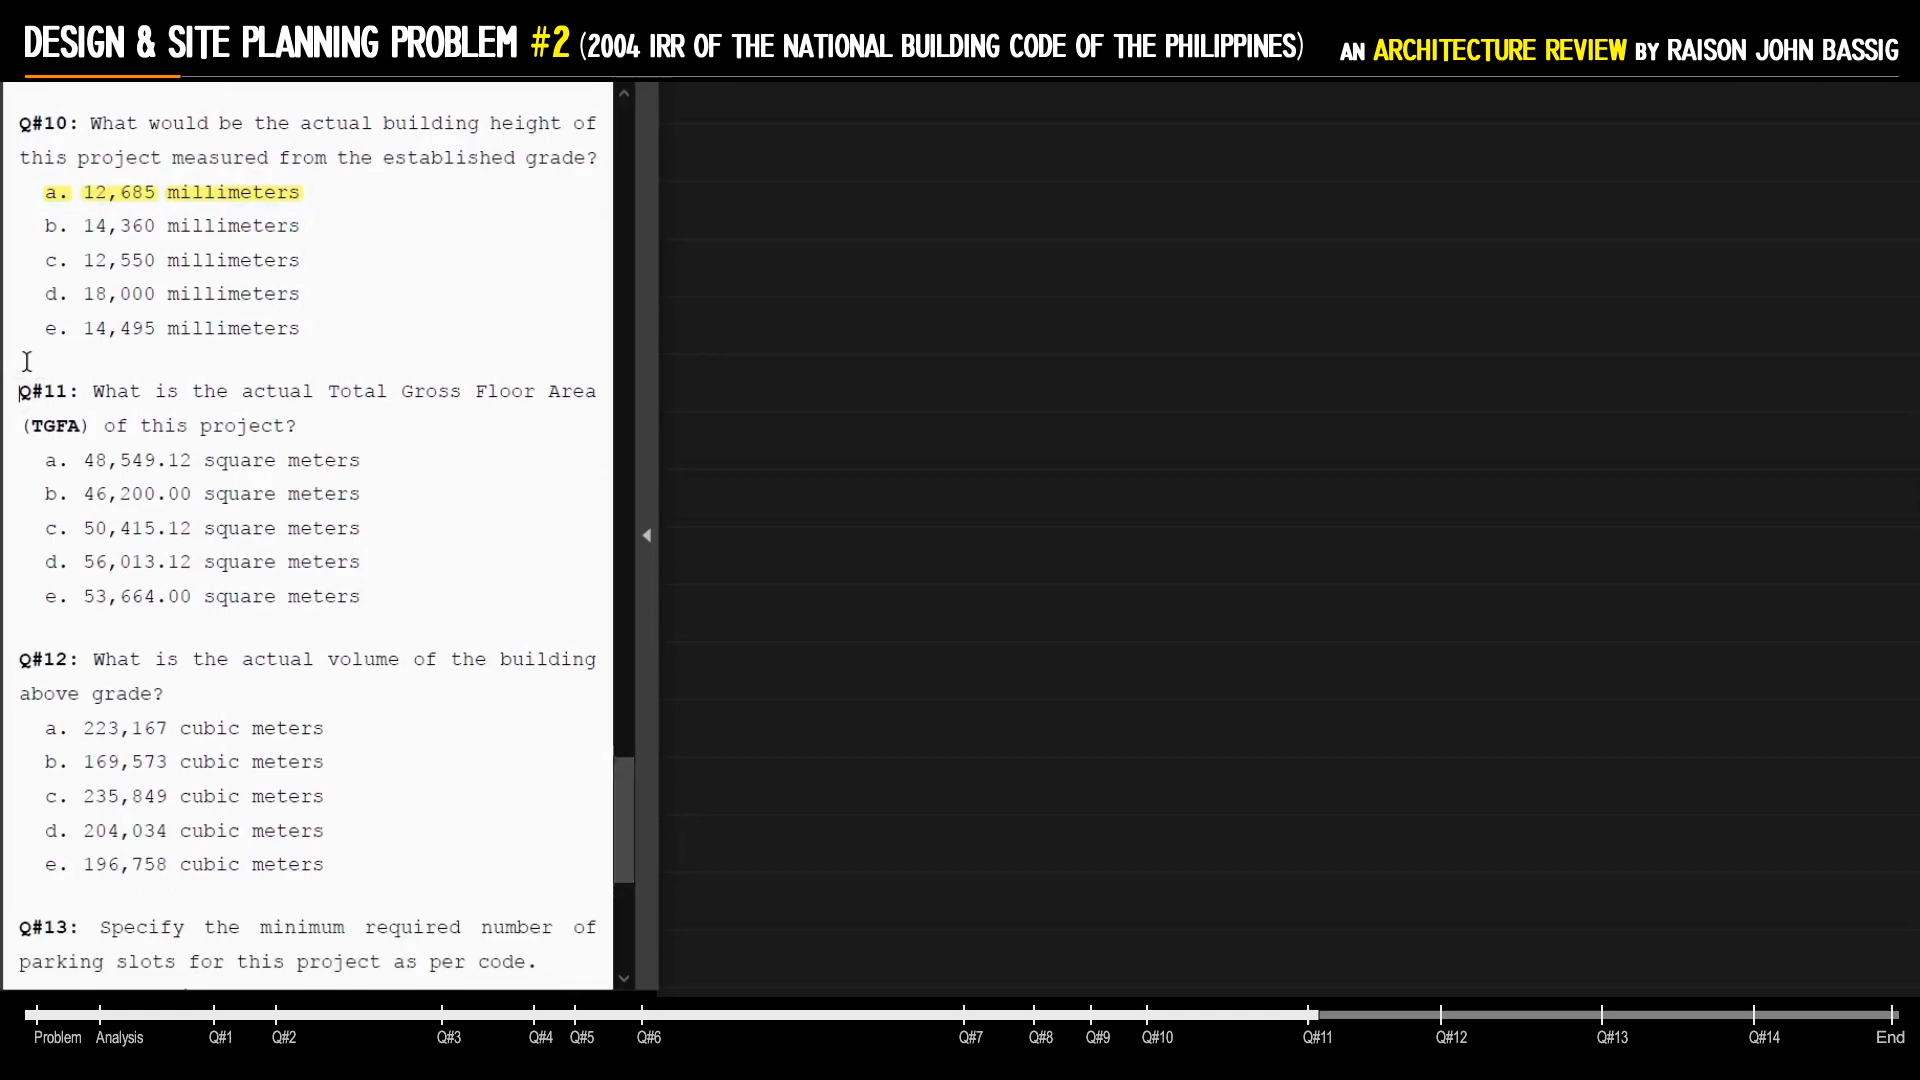 DESIGN & SITE PLANNING PROBLEM #2 (2004 IRR OF THE NATIONAL BUILDING CODE OF THE PHILIPPINES) AN ARCHITECTURE REVIEW BY RAISON JOHN BASSIG
Q#10: What would be the actual building height of
this project measured from the established grade?
a. 12,685 millimeters
b. 14,360 millimeters
c. 12,550 millimeters
d. 18,000 millimeters
e. 14,495 millimeters
Q#11: What is the actual Total Gross Floor Area
(TGFA) of this project?
a. 48,549.12 square meters
b. 46,200.00 square meters
c. 50,415.12 square meters
d. 56,013.12 square meters
e. 53,664.00 square meters
Q#12: What is the actual volume of the building
above grade?
a. 223,167 cubic meters
b. 169,573 cubic meters
c. 235,849 cubic meters
d. 204,034 cubic meters
e. 196,758 cubic meters
Q#13: Specify the minimum required number of
parking slots for this project as per code.
Problem Analysis Q#1 Q#2 Q#3 Q#4 Q#5 Q#6 Q#7 Q#8 Q#9 Q#10 Q#11 Q#12 Q#13 Q#14 End